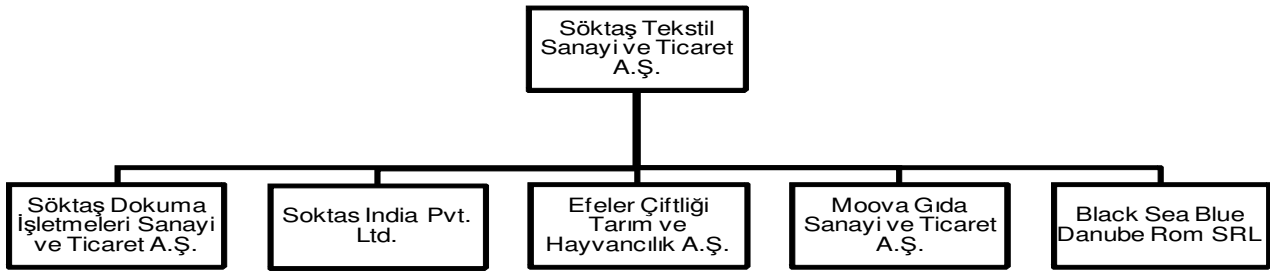 Söktaş Tekstil
Sanayi ve Ticaret
A.Ş.
Söktaş Dokuma
İşletmeleri Sanayi
ve Ticaret A.Ş.
Soktas India Pvt.
Ltd.
Efeler Çiftliği
Tarım ve
Hayvancılık A.Ş.
Moova Gıda
Sanayi ve Ticaret
A.Ş.
Black Sea Blue
Danube Rom SRL